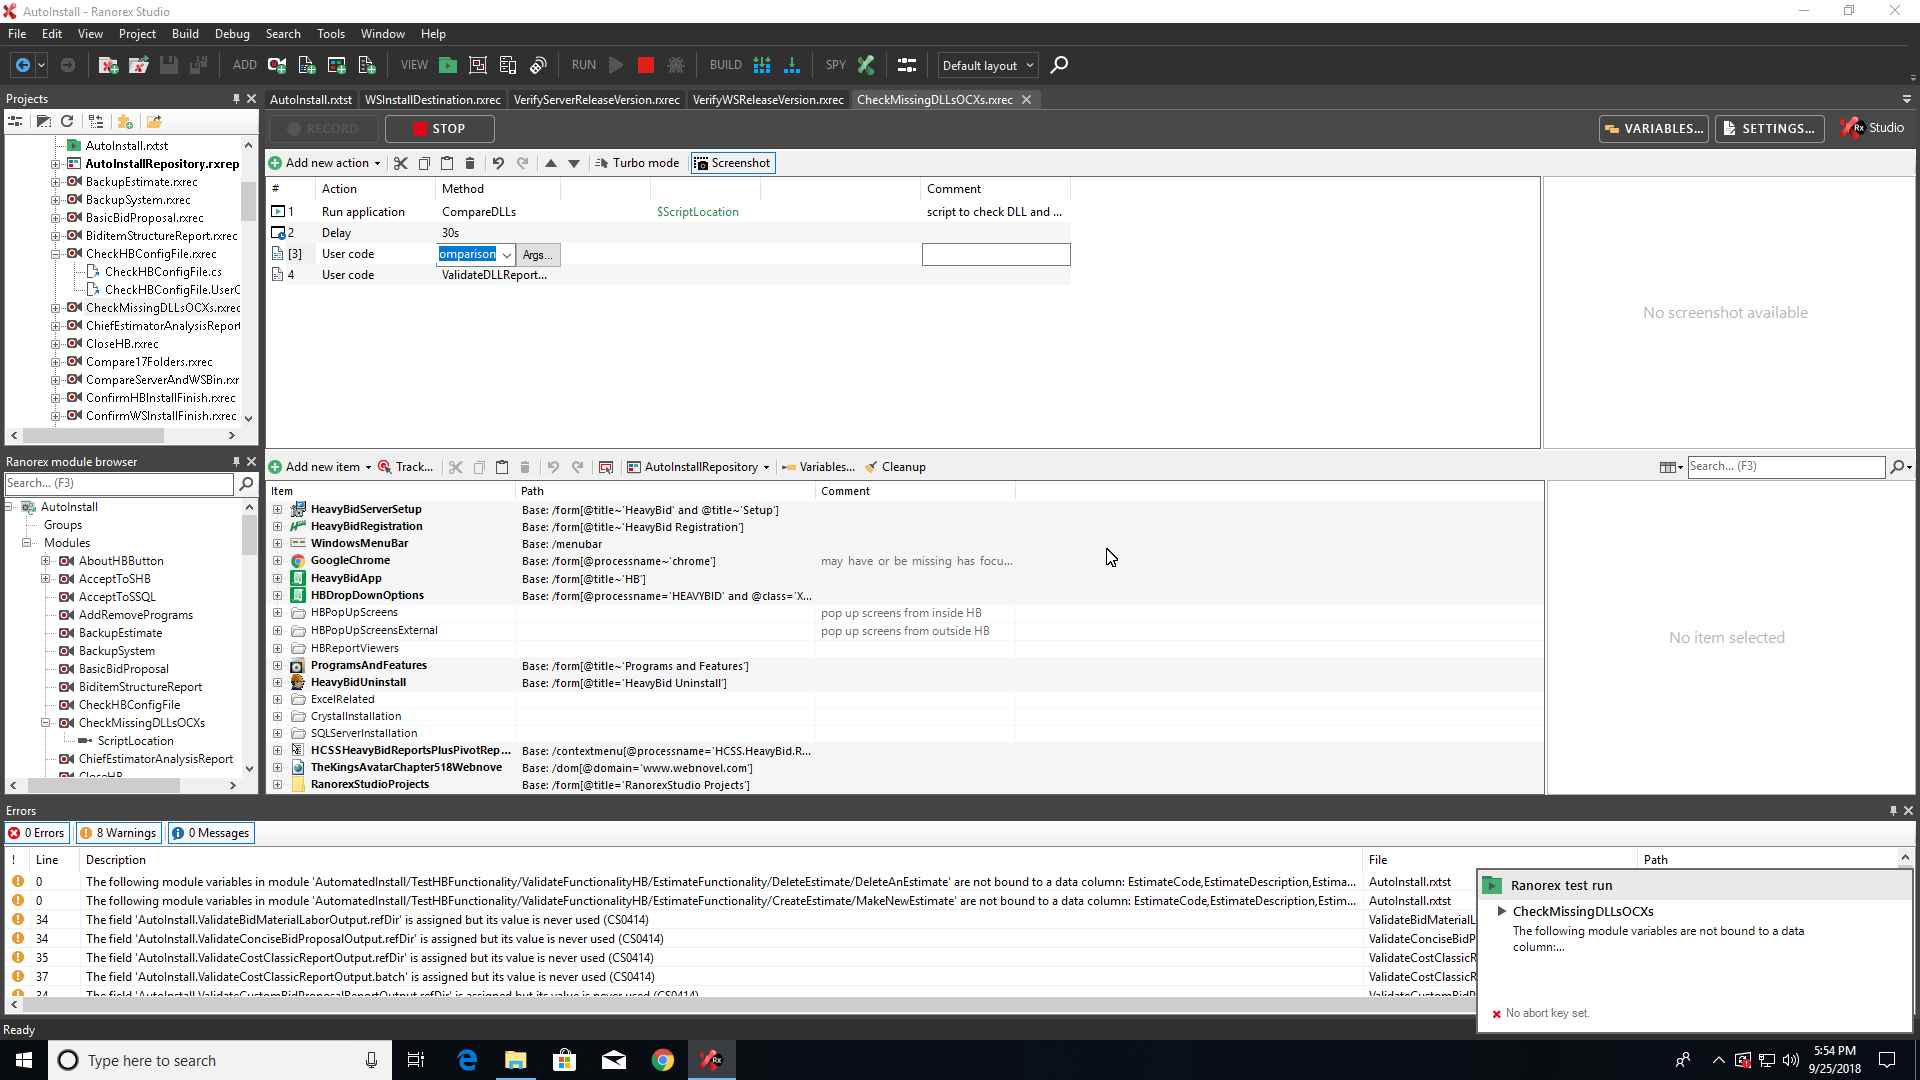 AutoInstall - Ranorex Studio
File Edit View Project Build Debug Search Tools Window Help
ADD VIEW RUN BUILD SPY Default layout
Projects
AutoInstall.rxtst WSInstallDestination.rxrec VerifyServerReleaseVersion.rxrec VerifyWSReleaseVersion.rxrec CheckMissingDLLsOCXs.rxrec
RECORD STOP VARIABLES... SETTINGS... Rx Studio
AutoInstall.rxtst
AutoInstallRepository.rxrep
BackupEstimate.rxrec
BackupSystem.rxrec
BasicBidProposal.rxrec
BiditemStructureReport.rxrec
CheckHBConfigFile.rxrec
CheckHBConfigFile.cs
CheckHBConfigFile.UserC
CheckMissingDLLsOCXs.rxrec
ChiefEstimatorAnalysisReport
CloseHB.rxrec
Compare17Folders.rxrec
CompareServerAndWSBin.rxr
ConfirmHBInstallFinish.rxrec
ConfirmWSInstallFinish.rxrec
Add new action Turbo mode Screenshot
# Action Method Comment
1 Run application CompareDLLs $ScriptLocation script to check DLL and ...
2 Delay 30s
[3] User code omparison Args...
4 User code ValidateDLLReport...
No screenshot available
Ranorex module browser
Search... (F3)
AutoInstall
Groups
Modules
AboutHBButton
AcceptToSHB
AcceptToSSQL
AddRemovePrograms
BackupEstimate
BackupSystem
BasicBidProposal
BiditemStructureReport
CheckHBConfigFile
CheckMissingDLLsOCXs
ScriptLocation
ChiefEstimatorAnalysisReport
CloseHB
Add new item Track... AutoInstallRepository Variables... Cleanup Search... (F3)
Item Path Comment
HeavyBidServerSetup Base: /form[@title~'HeavyBid' and @title~'Setup']
HeavyBidRegistration Base: /form[@title~'HeavyBid Registration']
WindowsMenuBar Base: /menubar
GoogleChrome Base: /form[@processname~'chrome'] may have or be missing has focu...
HeavyBidApp Base: /form[@title~'HB']
HBDropDownOptions Base: /form[@processname='HEAVYBID' and @class='X...
HBPopUpScreens pop up screens from inside HB
HBPopUpScreensExternal pop up screens from outside HB
HBReportViewers
ProgramsAndFeatures Base: /form[@title~'Programs and Features']
HeavyBidUninstall Base: /form[@title='HeavyBid Uninstall']
ExcelRelated
CrystalInstallation
SQLServerInstallation
HCSSHeavyBidReportsPlusPivotRep... Base: /contextmenu[@processname='HCSS.HeavyBid.R...
TheKingsAvatarChapter518Webnove Base: /dom[@domain='www.webnovel.com']
RanorexStudioProjects Base: /form[@title='RanorexStudio Projects']
No item selected
Errors
0 Errors 8 Warnings 0 Messages
! Line Description File Path
0 The following module variables in module 'AutomatedInstall/TestHBFunctionality/ValidateFunctionalityHB/EstimateFunctionality/DeleteEstimate/DeleteAnEstimate' are not bound to a data column: EstimateCode,EstimateDescription,Estima... AutoInstall.rxtst
0 The following module variables in module 'AutomatedInstall/TestHBFunctionality/ValidateFunctionalityHB/EstimateFunctionality/CreateEstimate/MakeNewEstimate' are not bound to a data column: EstimateCode,EstimateDescription,Estim... AutoInstall.rxtst
34 The field 'AutoInstall.ValidateBidMaterialLaborOutput.refDir' is assigned but its value is never used (CS0414) ValidateBidMaterialL
34 The field 'AutoInstall.ValidateConciseBidProposalOutput.refDir' is assigned but its value is never used (CS0414) ValidateConciseBidP
35 The field 'AutoInstall.ValidateCostClassicReportOutput.refDir' is assigned but its value is never used (CS0414) ValidateCostClassicR
37 The field 'AutoInstall.ValidateCostClassicReportOutput.batch' is assigned but its value is never used (CS0414) ValidateCostClassicR
34 The field 'AutoInstall.ValidateCustomBidProposalReportOutput.refDir' is assigned but its value is never used (CS0414) ValidateCustomBidP
Ranorex test run
CheckMissingDLLsOCXs
The following module variables are not bound to a data
column:...
No abort key set.
Ready
Type here to search
5:54 PM
9/25/2018